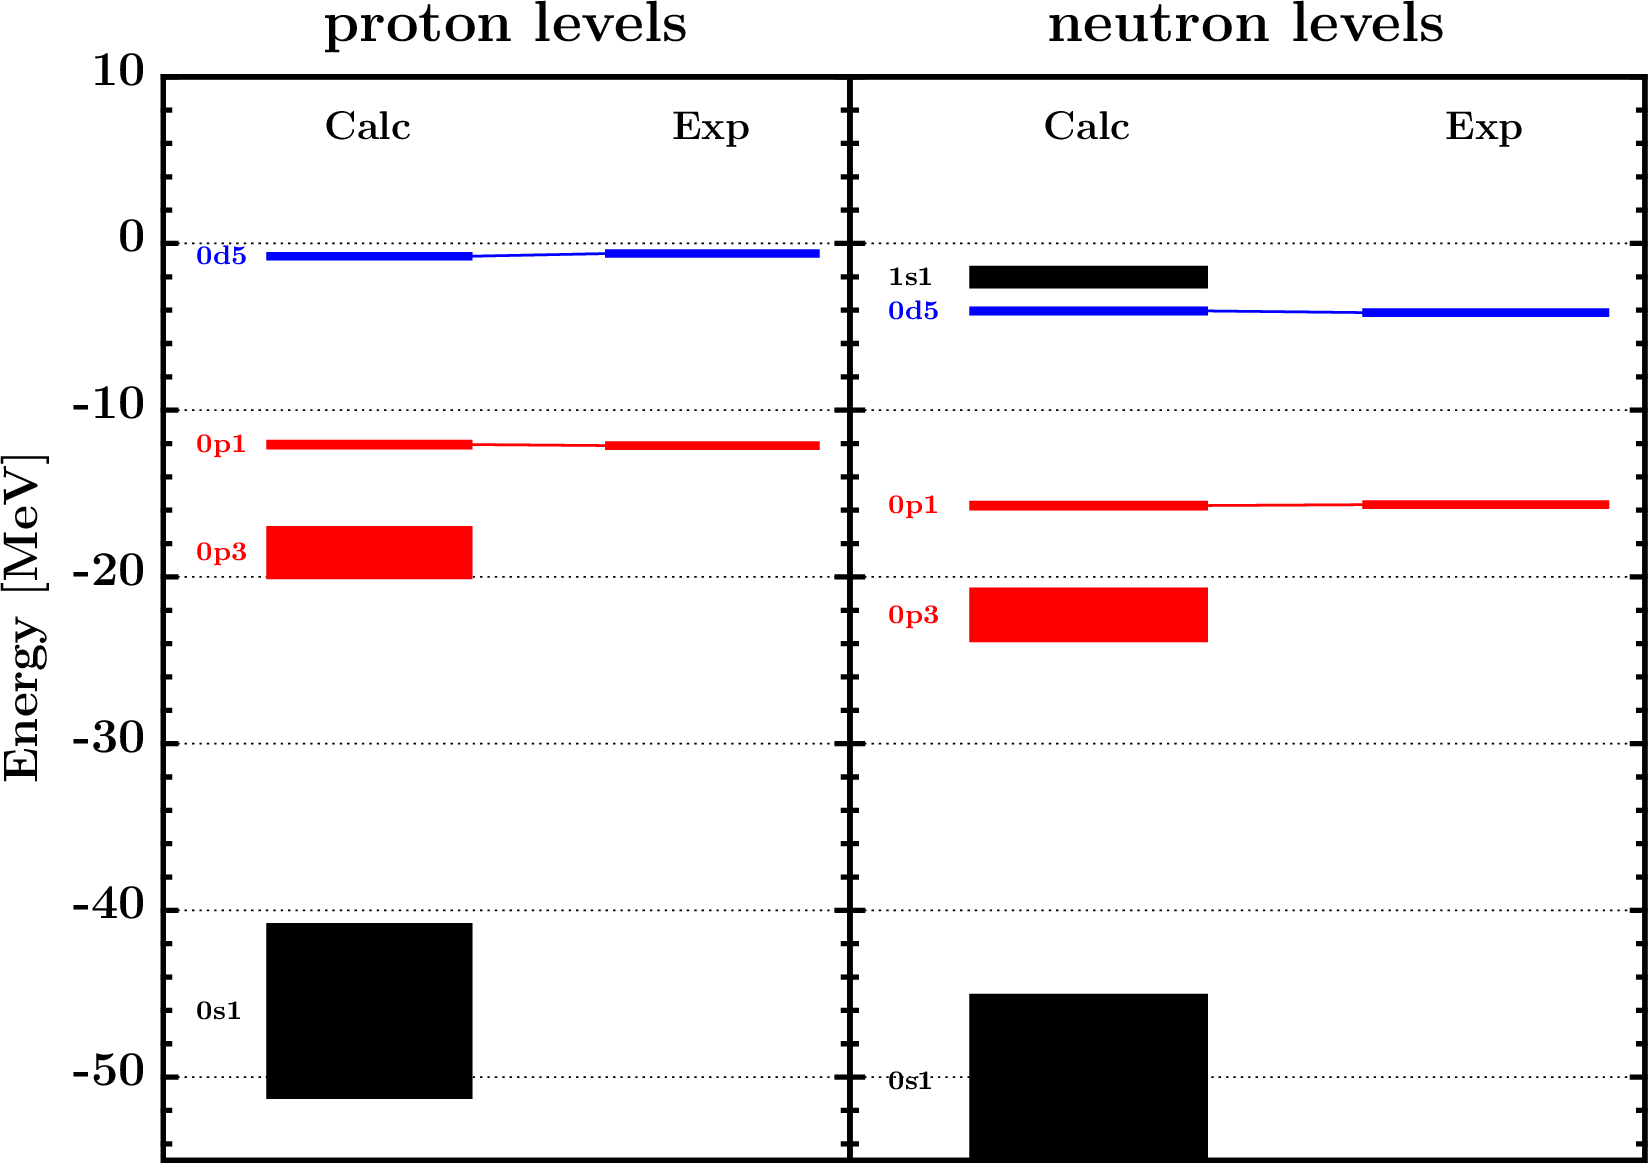 proton levels
neutron levels
10
0
-10
-20
-30
-40
-50
Energy [MeV]
Calc
Exp
0d5
0p1
0p3
0s1
Calc
Exp
1s1
0d5
0p1
0p3
0s1